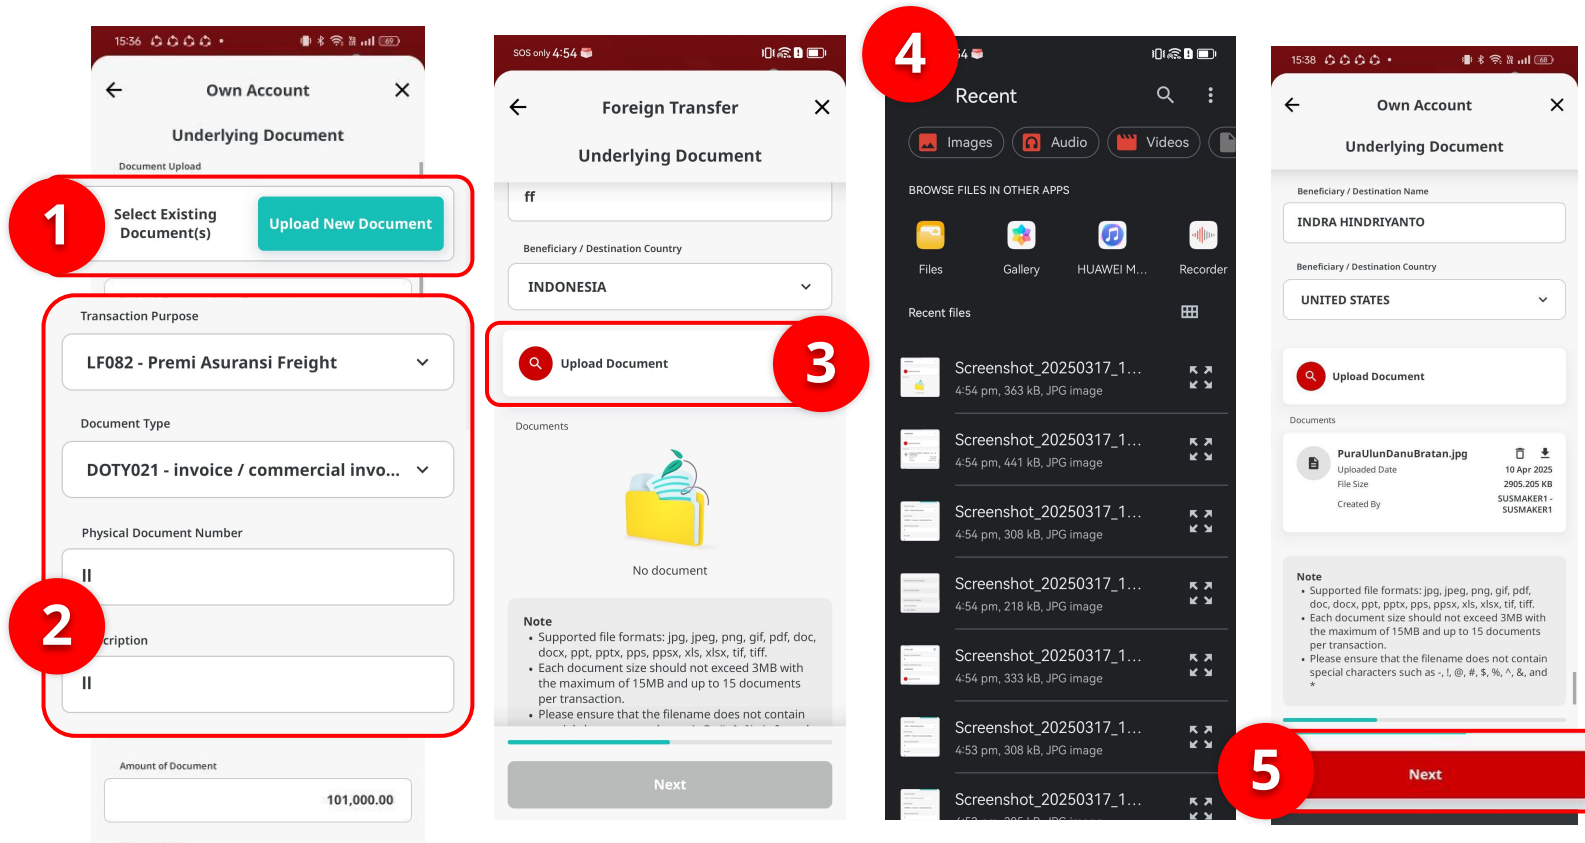 15:36
69
Own Account
Underlying Document
Document Upload
1
Select Existing
Document(s)
Upload New Document
Transaction Purpose
LF082 - Premi Asuransi Freight
Document Type
DOTY021 - invoice / commercial invo...
Physical Document Number
ll
2
cription
ll
Amount of Document
101,000.00
SOS only 4:54
Foreign Transfer
Underlying Document
ff
Beneficiary / Destination Country
INDONESIA
Upload Document
3
Documents
No document
Note
• Supported file formats: jpg, jpeg, png, gif, pdf, doc,
docx, ppt, pptx, pps, ppsx, xls, xlsx, tif, tiff.
• Each document size should not exceed 3MB with
the maximum of 15MB and up to 15 documents
per transaction.
• Please ensure that the filename does not contain
Next
4
54
Recent
Images
Audio
Videos
BROWSE FILES IN OTHER APPS
Files
Gallery
HUAWEI M...
Recorder
Recent files
Screenshot_20250317_1...
4:54 pm, 363 kB, JPG image
Screenshot_20250317_1...
4:54 pm, 441 kB, JPG image
Screenshot_20250317_1...
4:54 pm, 308 kB, JPG image
Screenshot_20250317_1...
4:54 pm, 218 kB, JPG image
Screenshot_20250317_1...
4:54 pm, 333 kB, JPG image
Screenshot_20250317_1...
4:53 pm, 308 kB, JPG image
Screenshot_20250317_1...
15:38
68
Own Account
Underlying Document
Beneficiary / Destination Name
INDRA HINDRIYANTO
Beneficiary / Destination Country
UNITED STATES
Upload Document
Documents
PuraUlunDanuBratan.jpg
Uploaded Date
10 Apr 2025
File Size
2905.205 KB
Created By
SUSMAKER1 -
SUSMAKER1
Note
• Supported file formats: jpg, jpeg, png, gif, pdf,
doc, docx, ppt, pptx, pps, ppsx, xls, xlsx, tif, tiff.
• Each document size should not exceed 3MB with
the maximum of 15MB and up to 15 documents
per transaction.
• Please ensure that the filename does not contain
special characters such as -, !, @, #, $, %, ^, &, and
*
5
Next